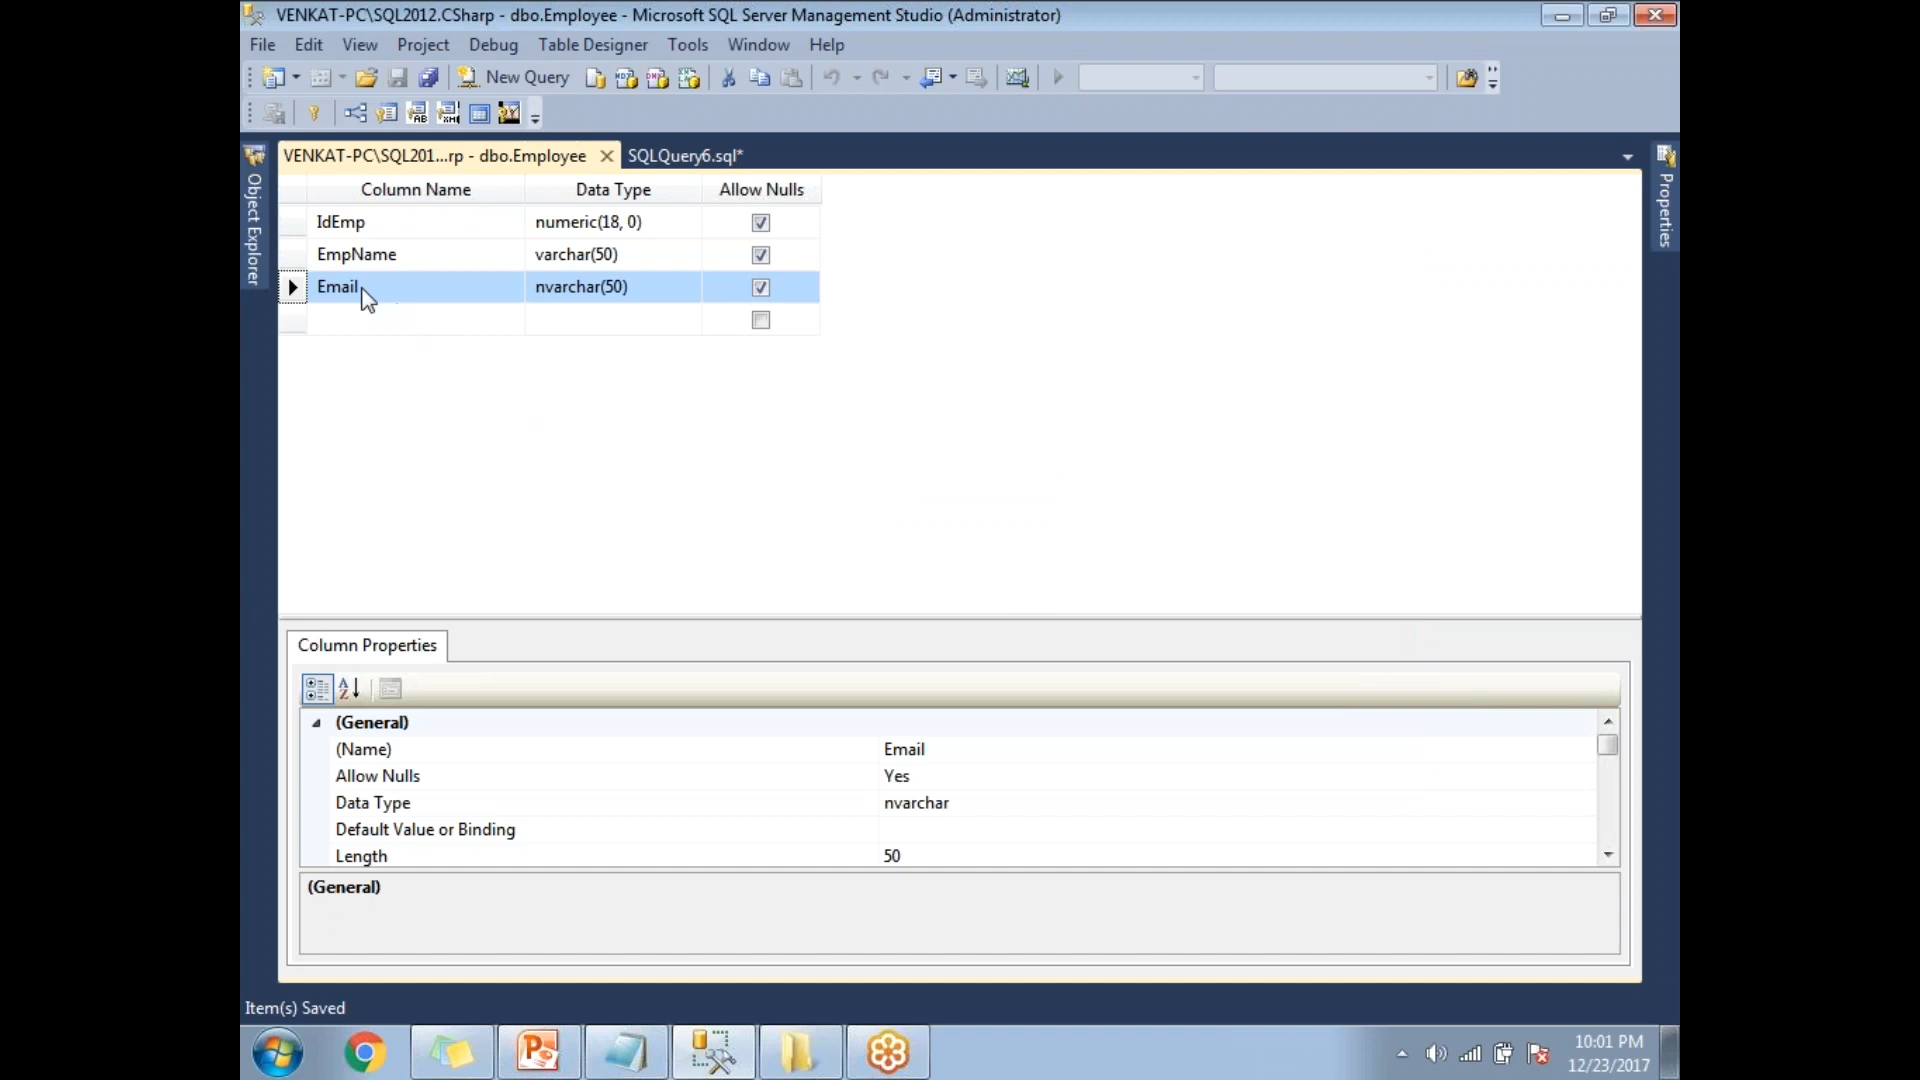 VENKAT-PC\SQL2012.CSharp - dbo.Employee - Microsoft SQL Server Management Studio (Administrator)
File Edit View Project Debug Table Designer Tools Window Help
New Query
VENKAT-PC\SQL201...rp - dbo.Employee SQLQuery6.sql*
Object Explorer
Properties
Column Name Data Type Allow Nulls
IdEmp numeric(18, 0)
EmpName varchar(50)
Email nvarchar(50)
Column Properties
(General)
(Name) Email
Allow Nulls Yes
Data Type nvarchar
Default Value or Binding
Length 50
(General)
Item(s) Saved
10:01 PM
12/23/2017